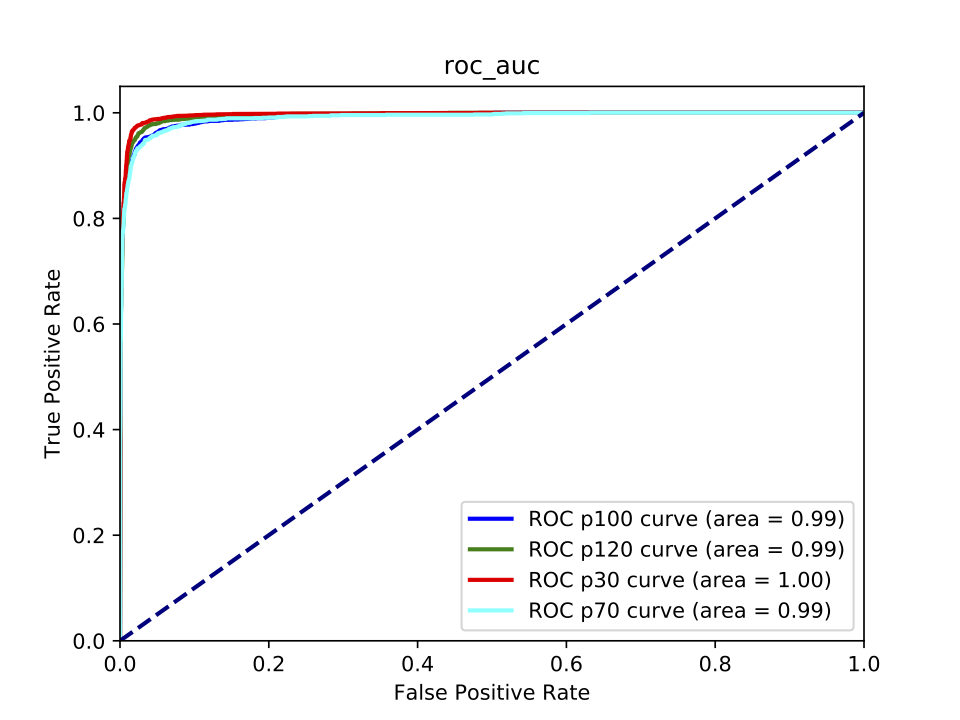 roc_auc
1.0
0.8
0.6
0.4
0.2
0.0
True Positive Rate
ROC p100 curve (area = 0.99)
ROC p120 curve (area = 0.99)
ROC p30 curve (area = 1.00)
ROC p70 curve (area = 0.99)
0.0 0.2 0.4 0.6 0.8 1.0
False Positive Rate